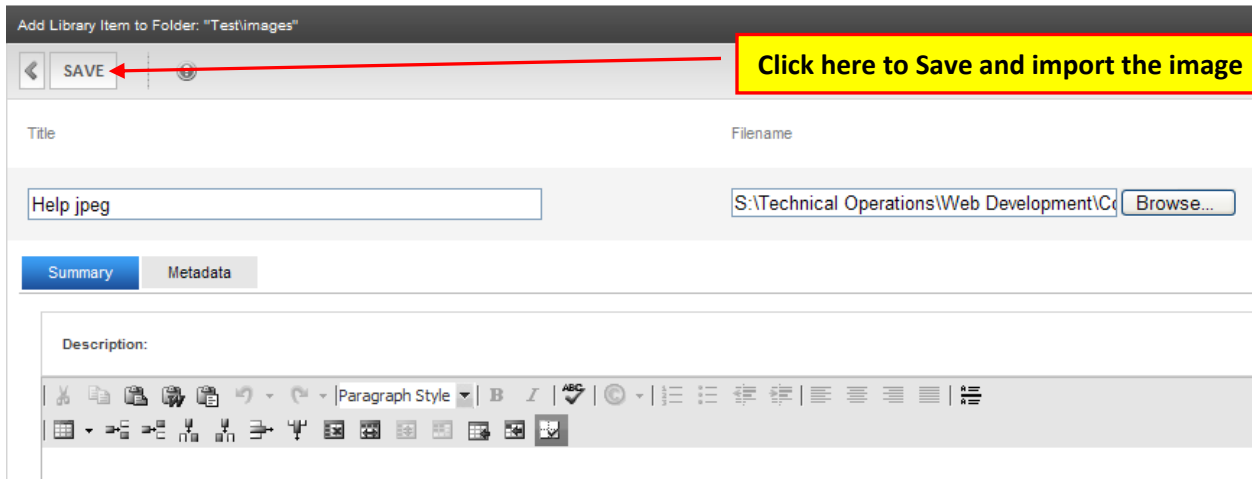 Add Library Item to Folder: "Test\images"
SAVE
Click here to Save and import the image
Title
Filename
Help jpeg
S:\Technical Operations\Web Development\Co
Browse...
Summary
Metadata
Description:
Paragraph Style
B I ABC